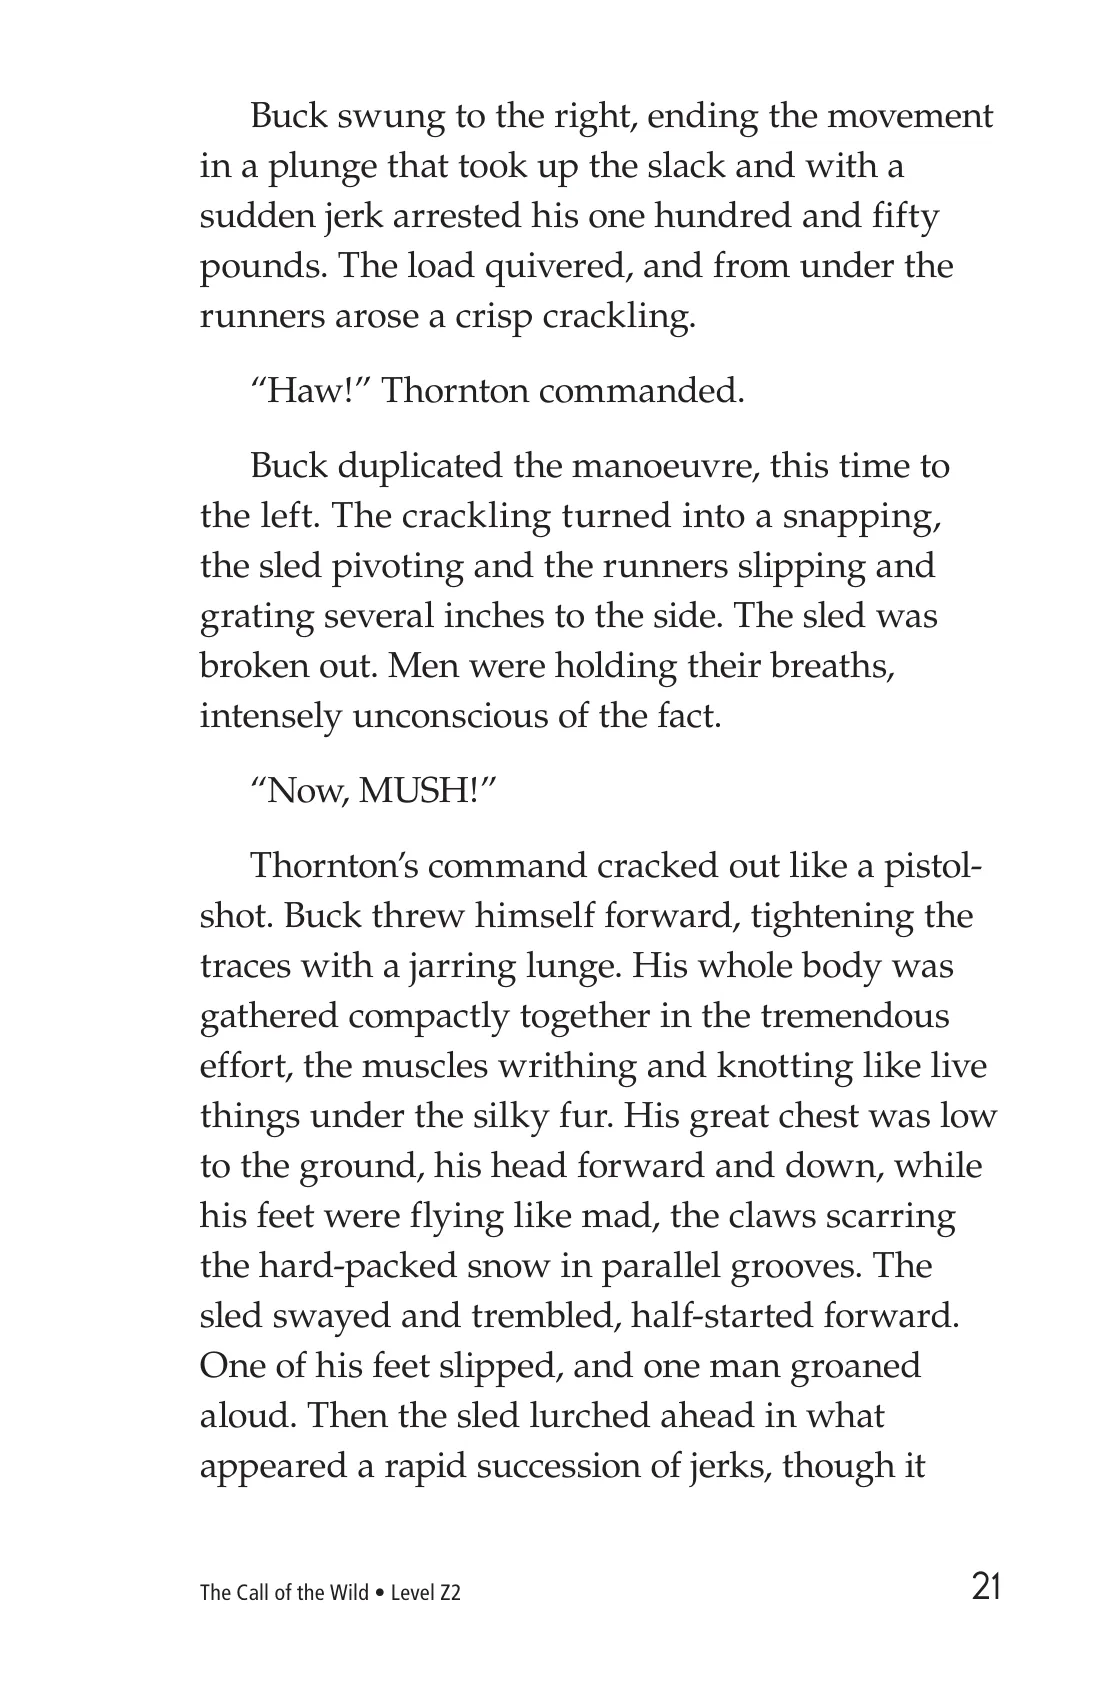 Buck swung to the right, ending the movement
in a plunge that took up the slack and with a
sudden jerk arrested his one hundred and fifty
pounds. The load quivered, and from under the
runners arose a crisp crackling.
“Haw!” Thornton commanded.
Buck duplicated the manoeuvre, this time to
the left. The crackling turned into a snapping,
the sled pivoting and the runners slipping and
grating several inches to the side. The sled was
broken out. Men were holding their breaths,
intensely unconscious of the fact.
“Now, MUSH!”
Thornton’s command cracked out like a pistol-
shot. Buck threw himself forward, tightening the
traces with a jarring lunge. His whole body was
gathered compactly together in the tremendous
effort, the muscles writhing and knotting like live
things under the silky fur. His great chest was low
to the ground, his head forward and down, while
his feet were flying like mad, the claws scarring
the hard-packed snow in parallel grooves. The
sled swayed and trembled, half-started forward.
One of his feet slipped, and one man groaned
aloud. Then the sled lurched ahead in what
appeared a rapid succession of jerks, though it
The Call of the Wild • Level Z2
21